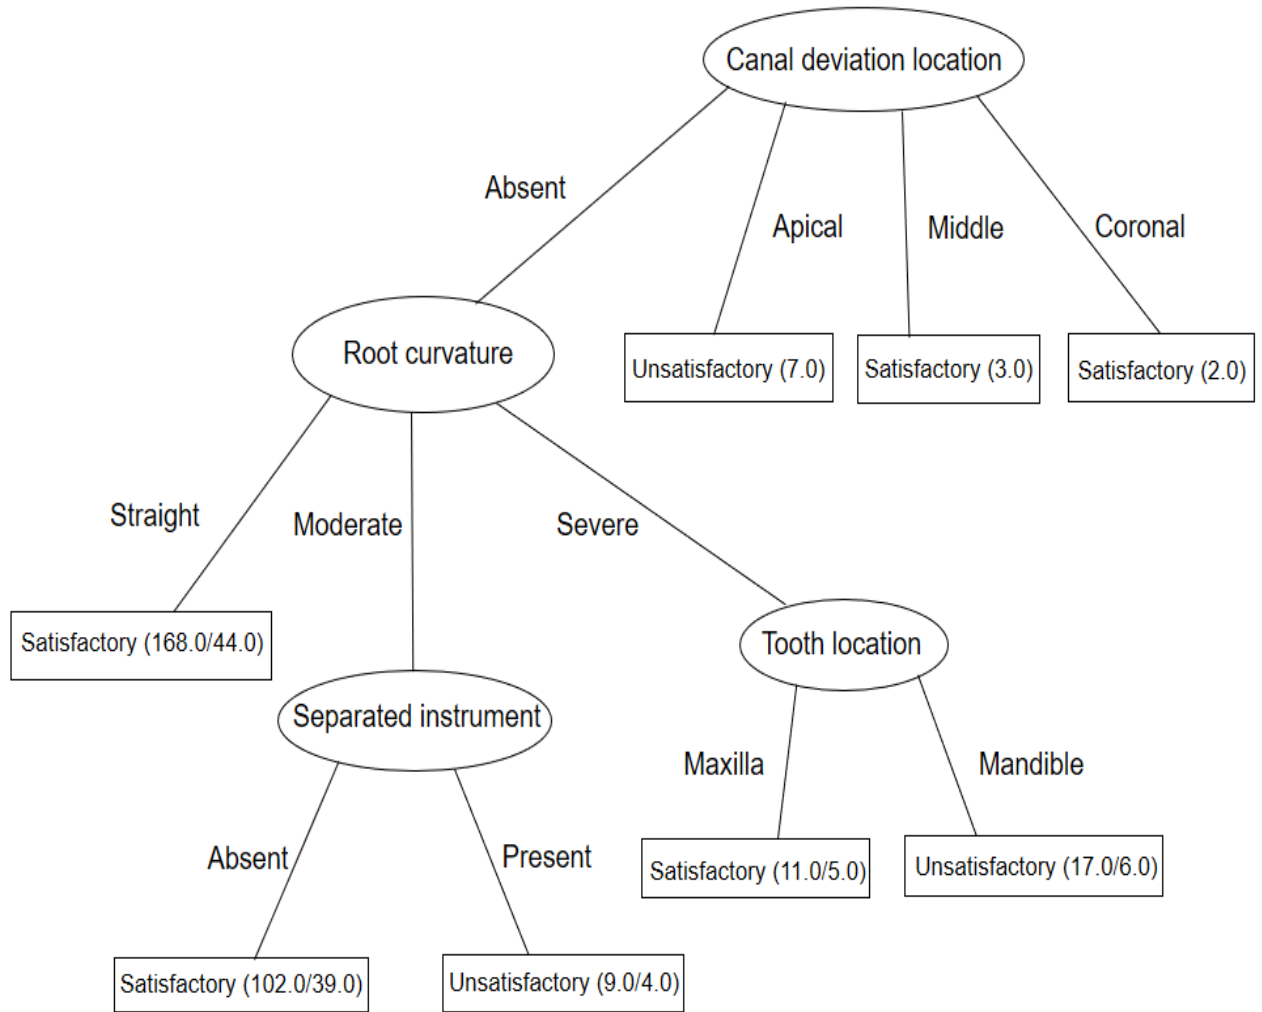 Canal deviation location
Absent
Apical
Middle
Coronal
Root curvature
Unsatisfactory (7.0)
Satisfactory (3.0)
Satisfactory (2.0)
Straight
Moderate
Severe
Satisfactory (168.0/44.0)
Tooth location
Separated instrument
Maxilla
Mandible
Absent
Present
Satisfactory (11.0/5.0)
Unsatisfactory (17.0/6.0)
Satisfactory (102.0/39.0)
Unsatisfactory (9.0/4.0)